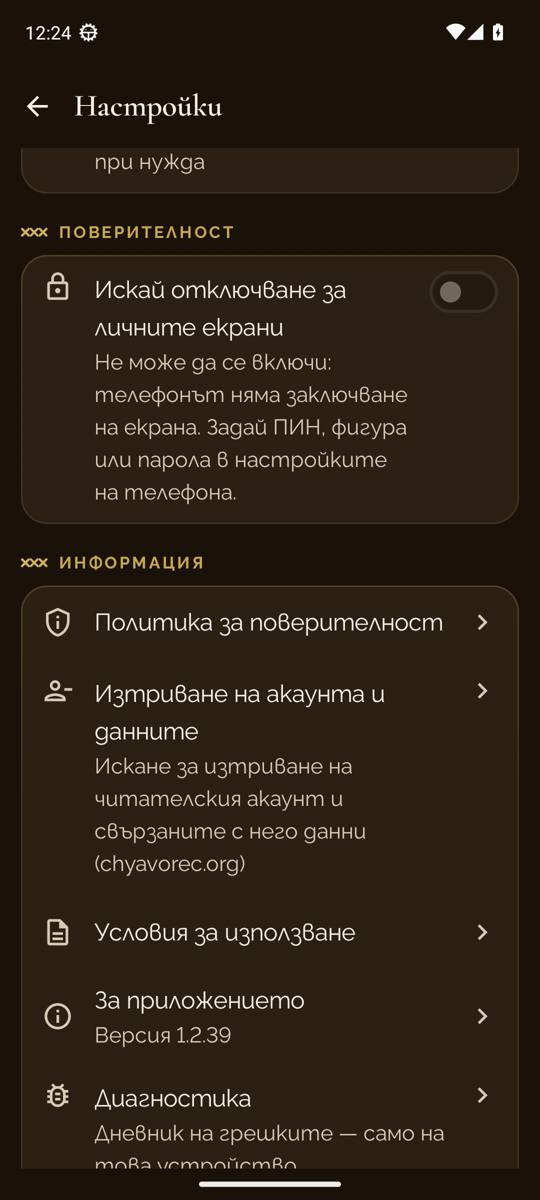 12:24
Настройки
при нужда
ПОВЕРИТЕЛНОСТ
Искай отключване за
личните екрани
Не може да се включи:
телефонът няма заключване
на екрана. Задай ПИН, фигура
или парола в настройките
на телефона.
ИНФОРМАЦИЯ
Политика за поверителност
Изтриване на акаунта и
данните
Искане за изтриване на
читателския акаунт и
свързаните с него данни
(chyavorec.org)
Условия за използване
За приложението
Версия 1.2.39
Диагностика
Дневник на грешките — само на
това устройство